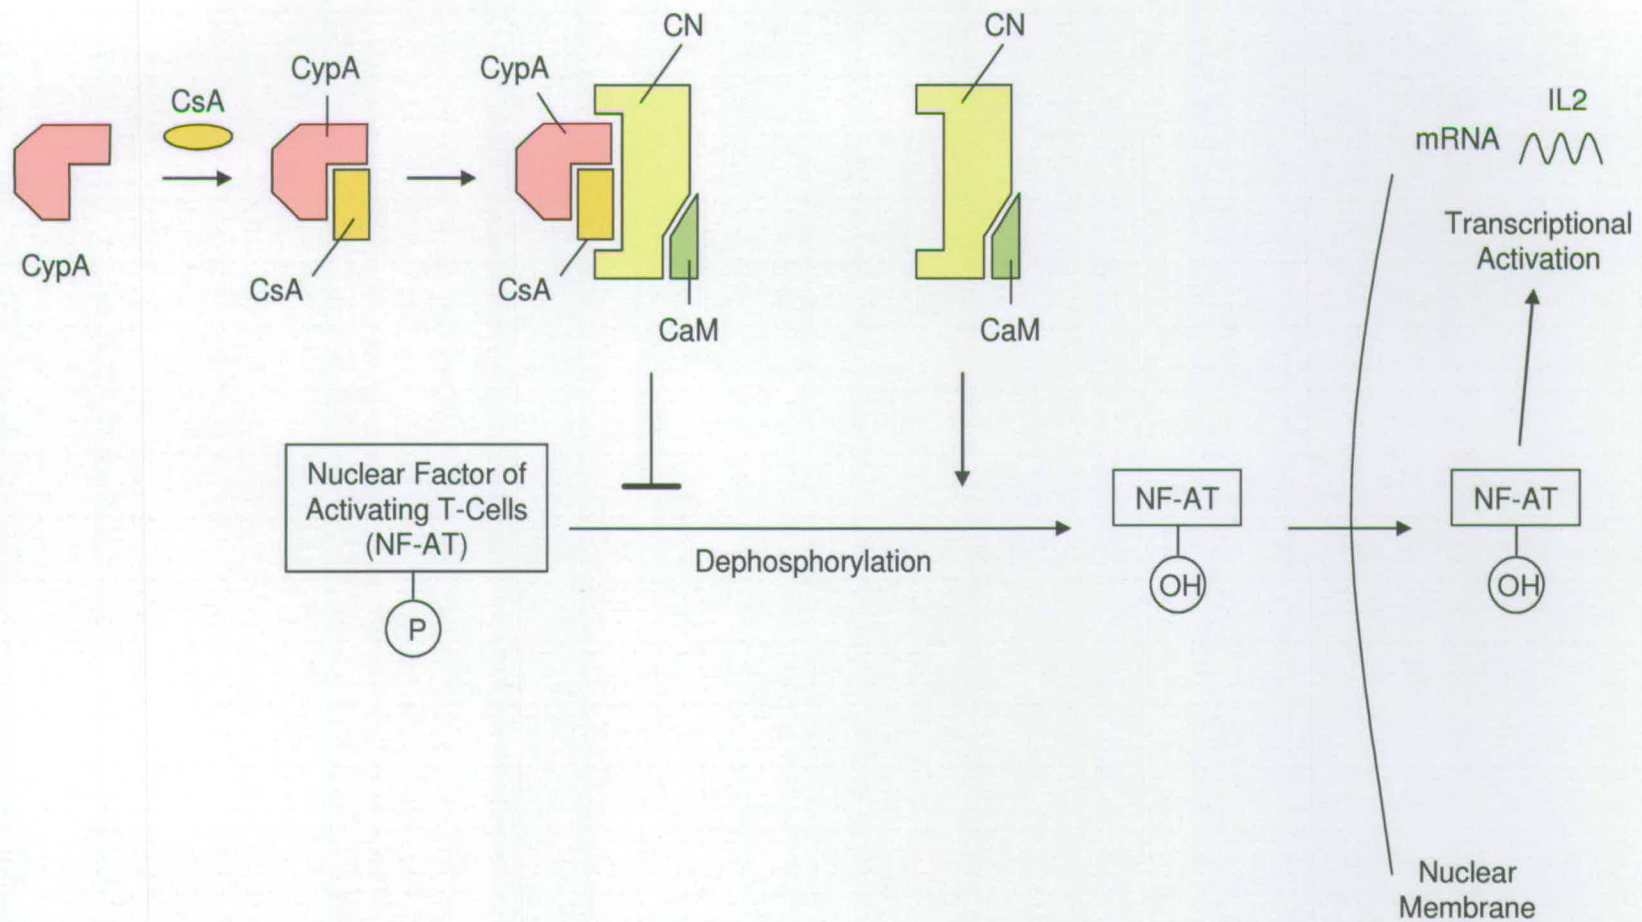 CN
CN
CypA
CypA
CsA
IL2
mRNA
Transcriptional
Activation
CypA
CsA
CsA
CaM
CaM
Nuclear Factor of
Activating T-Cells
(NF-AT)
P
Dephosphorylation
NF-AT
OH
NF-AT
OH
Nuclear
Membrane